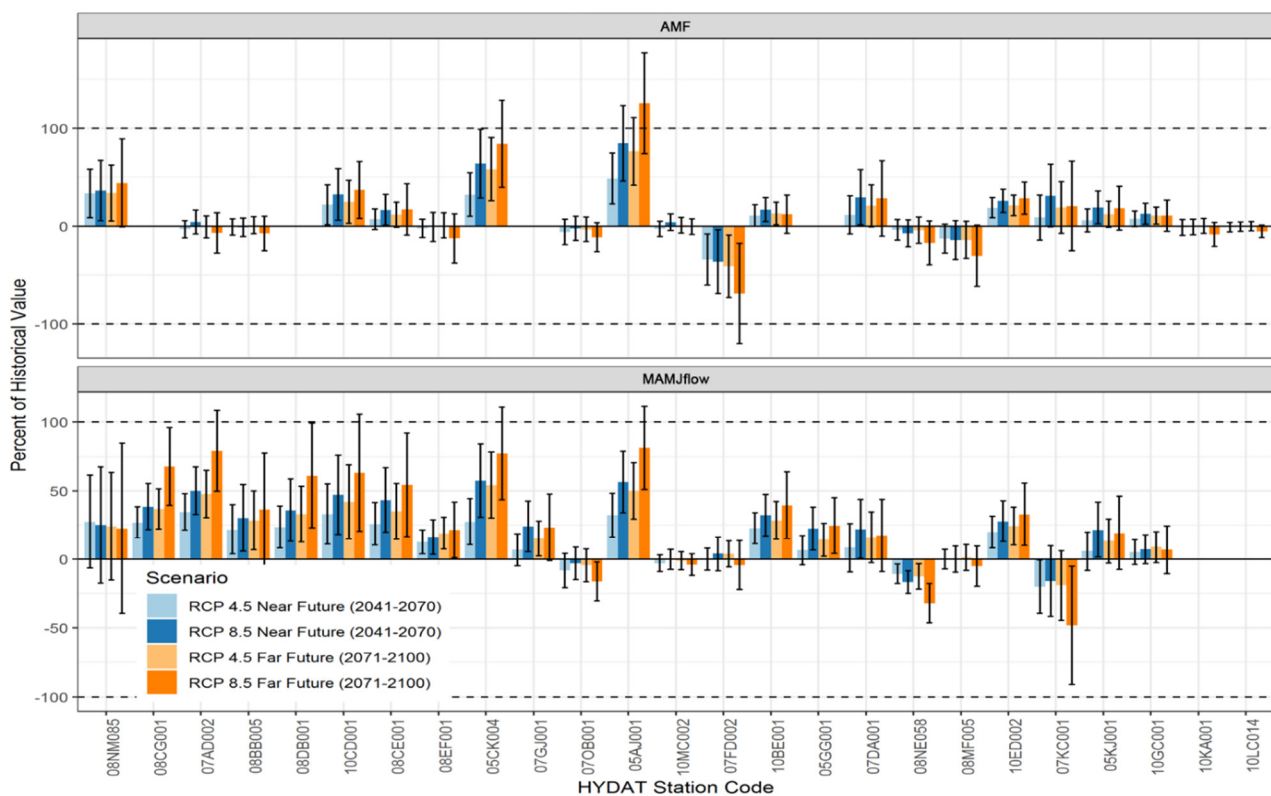 AMF
100
0
-100
MAMJflow
100
50
0
-50
-100
Percent of Historical Value
Scenario
RCP 4.5 Near Future (2041-2070)
RCP 8.5 Near Future (2041-2070)
RCP 4.5 Far Future (2071-2100)
RCP 8.5 Far Future (2071-2100)
08NM085
08CG001
07AD002
08BB005
08DB001
10CD001
08CE001
08EF001
05CK004
07GJ001
07OB001
05AJ001
10MC002
07FD002
10BE001
05GG001
07DA001
08NE058
08MF005
10ED002
07KC001
05KJ001
10GC001
10KA001
10LC014
HYDAT Station Code